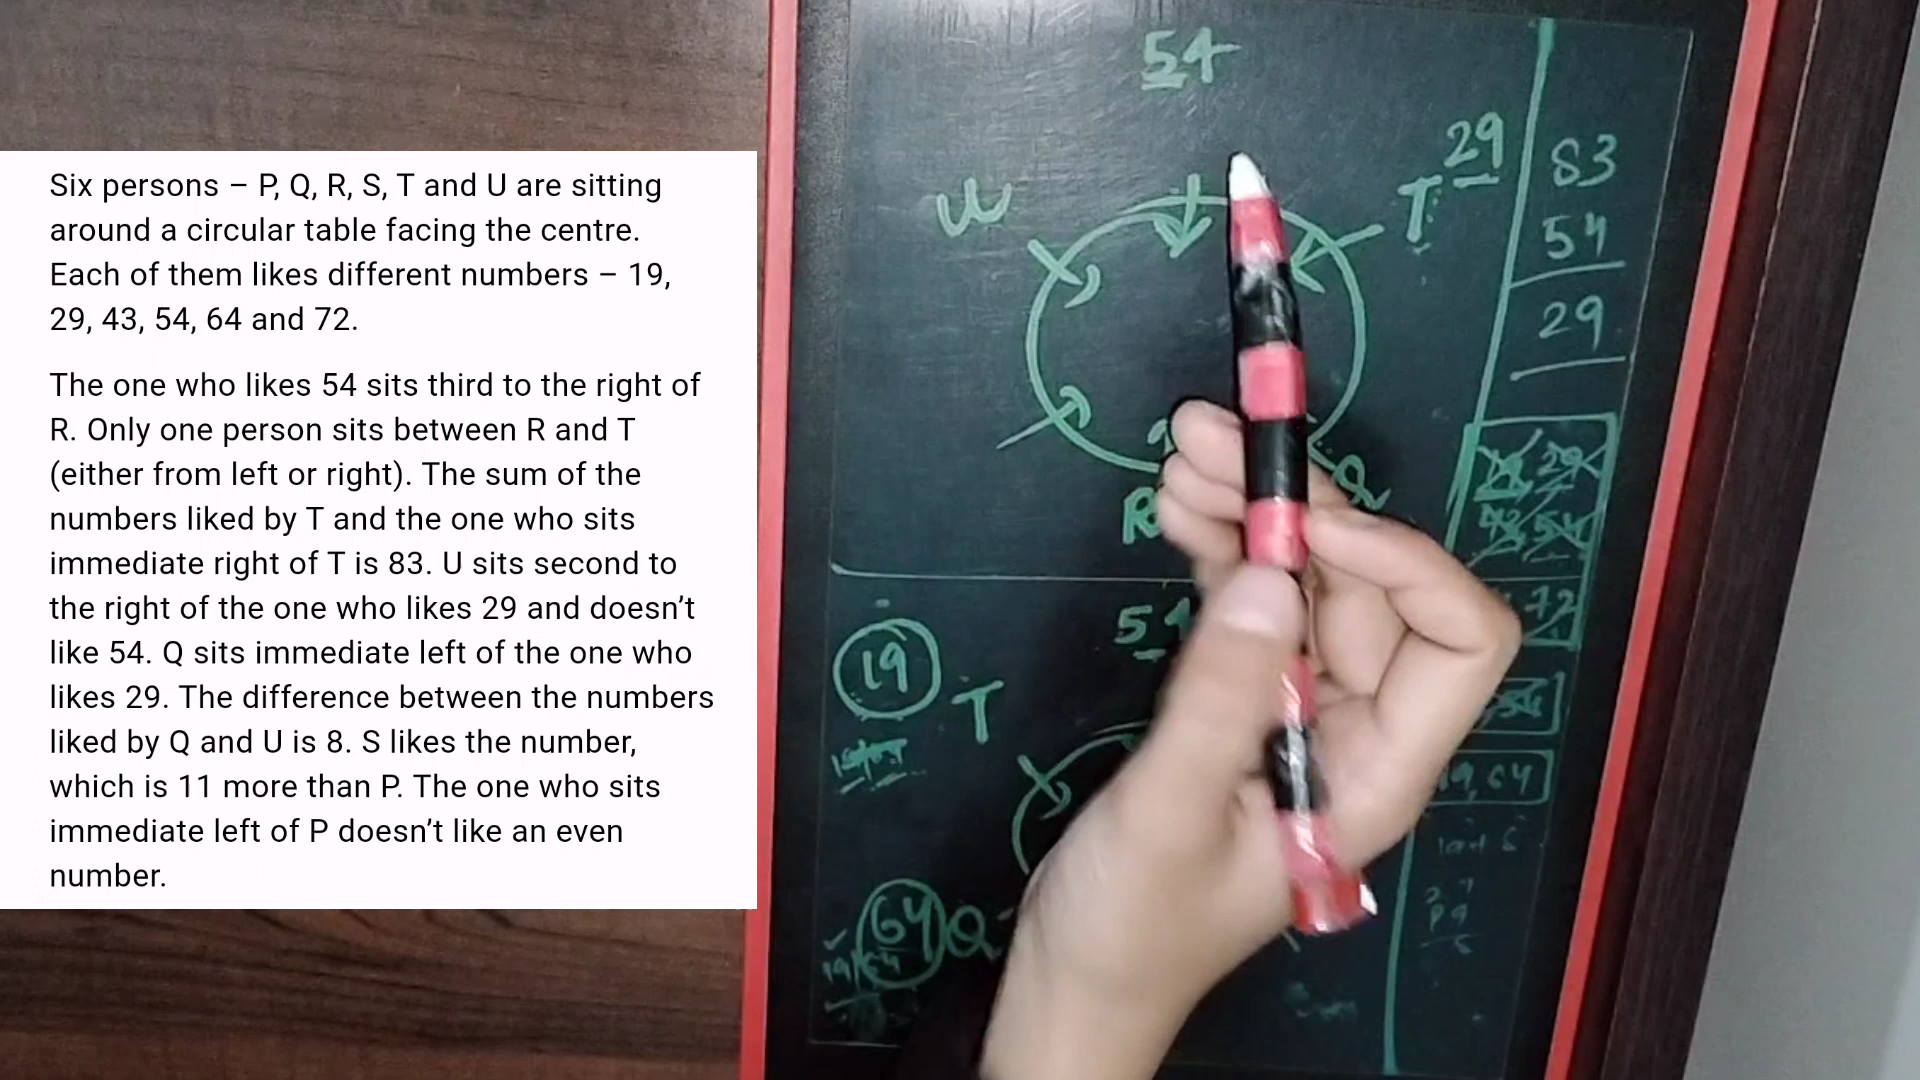 Six persons – P, Q, R, S, T and U are sitting
around a circular table facing the centre.
Each of them likes different numbers – 19,
29, 43, 54, 64 and 72.
The one who likes 54 sits third to the right of
R. Only one person sits between R and T
(either from left or right). The sum of the
numbers liked by T and the one who sits
immediate right of T is 83. U sits second to
the right of the one who likes 29 and doesn’t
like 54. Q sits immediate left of the one who
likes 29. The difference between the numbers
liked by Q and U is 8. S likes the number,
which is 11 more than P. The one who sits
immediate left of P doesn’t like an even
number.
54
U
T 29
R
Q
83
54
29
72
54
19
T
64 Q